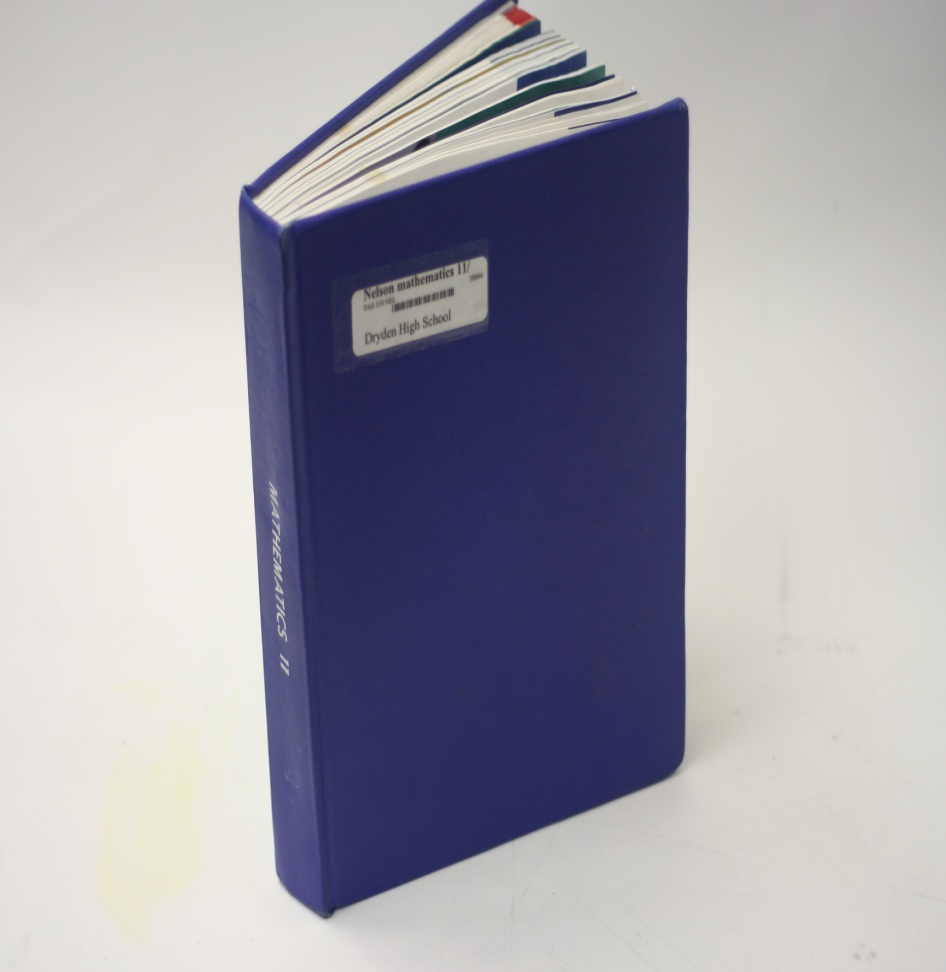 Nelson mathematics 11/
Dryden High School
MATHEMATICS 11